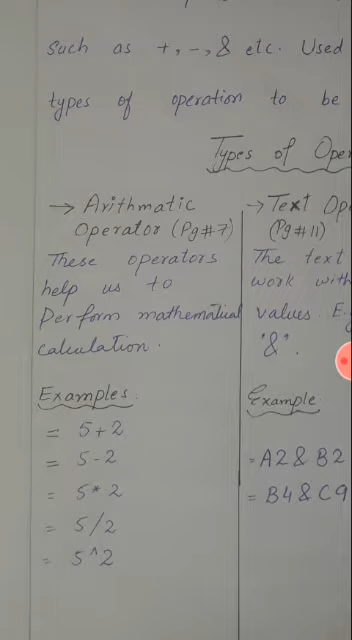 such as +, -, & etc. Used
types of operation to be
Types of Oper
→ Arithmatic
Operator (Pg#7)
These operators
help us to
Perform mathematical
calculation.
Examples.
= 5+2
= 5-2
= 5*2
= 5/2
= 5^2
→ Text Op
(Pg#11)
The text
work with
values. E.g
'&'.
Example
= A2 & B2
= B4 & C9